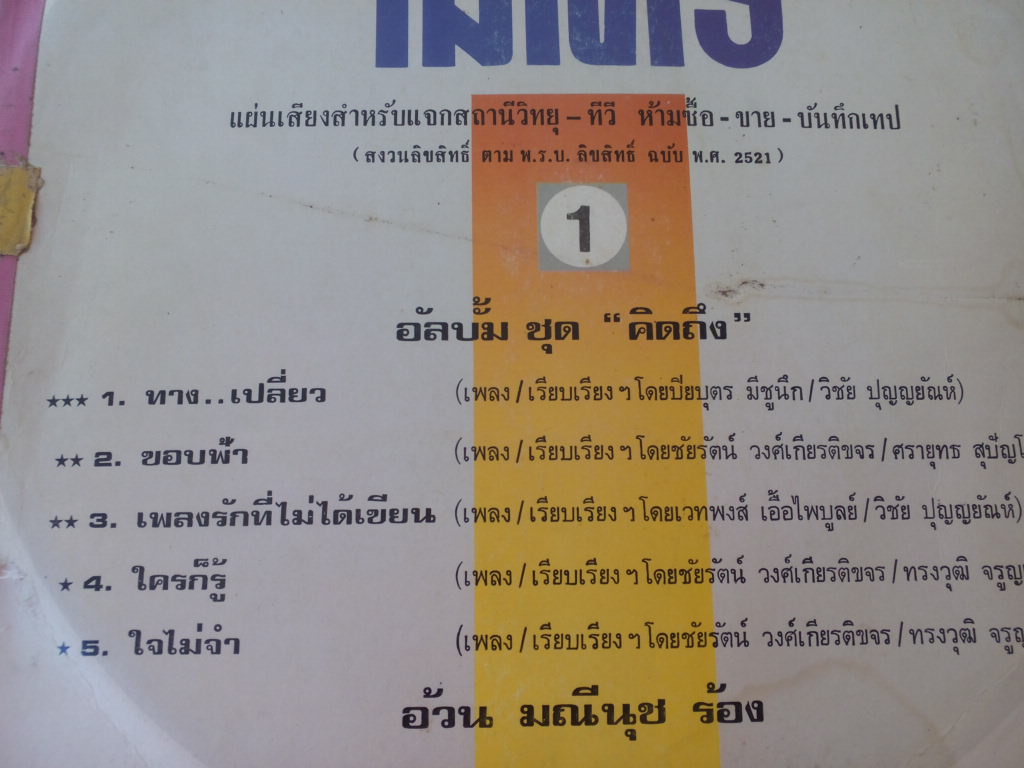 แผ่นเสียงสำหรับแจกสถานีวิทยุ – ทีวี ห้ามซื้อ - ขาย - บันทึกเทป
( สงวนลิขสิทธิ์ ตาม พ.ร.บ. ลิขสิทธิ์ ฉบับ พ.ศ. 2521 )
1
อัลบั้ม ชุด “คิดถึง”
★★★ 1. ทาง..เปลี่ยว (เพลง / เรียบเรียง ฯ โดยปิยบุตร มีชูนึก / วิชัย ปุญญยัณห์)
★★ 2. ขอบฟ้า (เพลง / เรียบเรียง ฯ โดยชัยรัตน์ วงศ์เกียรติขจร / ศรายุทธ
★★ 3. เพลงรักที่ไม่ได้เขียน (เพลง / เรียบเรียง ฯ โดยเวทพงส์ เอื้อไพบูลย์ / วิชัย ปุญญยัณห์)
★ 4. ใครก็รู้ (เพลง / เรียบเรียง ฯ โดยชัยรัตน์ วงศ์เกียรติขจร / ทรงวุฒิ
★ 5. ใจไม่จำ (เพลง / เรียบเรียง ฯ โดยชัยรัตน์ วงศ์เกียรติขจร / ทรงวุฒิ
อ้วน มณีนุช ร้อง